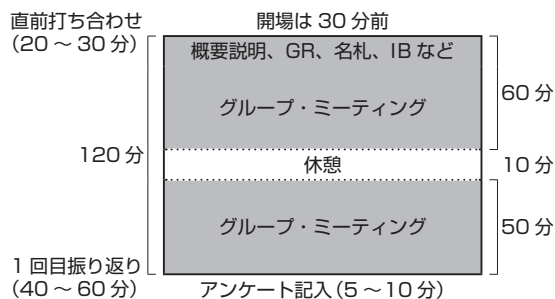 直前打ち合わせ
(20～30分)
開場は30分前
概要説明、GR、名札、IBなど
グループ・ミーティング
60分
120分
休憩
10分
グループ・ミーティング
50分
1回目振り返り
(40～60分)
アンケート記入(5～10分)